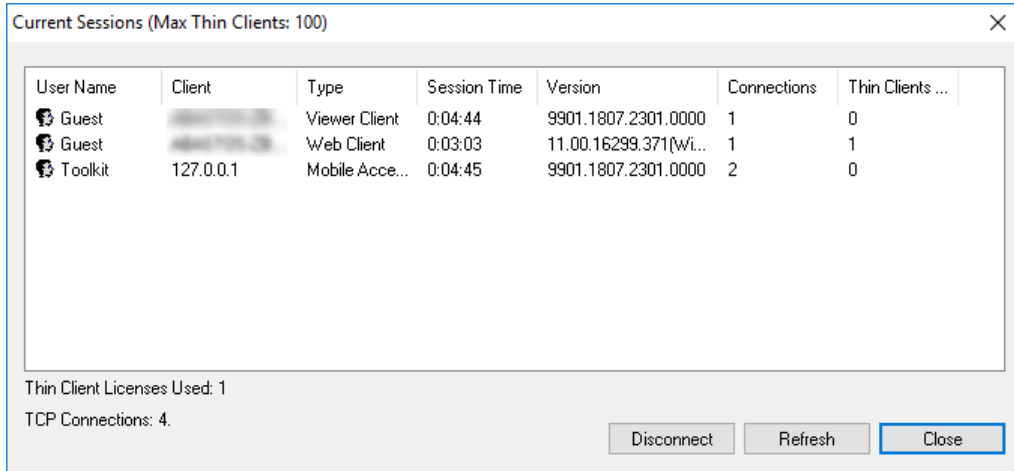 Current Sessions (Max Thin Clients: 100)
User Name Client Type Session Time Version Connections Thin Clients ...
Guest Viewer Client 0:04:44 9901.1807.2301.0000 1 0
Guest Web Client 0:03:03 11.00.16299.371(Wi... 1 1
Toolkit 127.0.0.1 Mobile Acce... 0:04:45 9901.1807.2301.0000 2 0
Thin Client Licenses Used: 1
TCP Connections: 4.
Disconnect Refresh Close